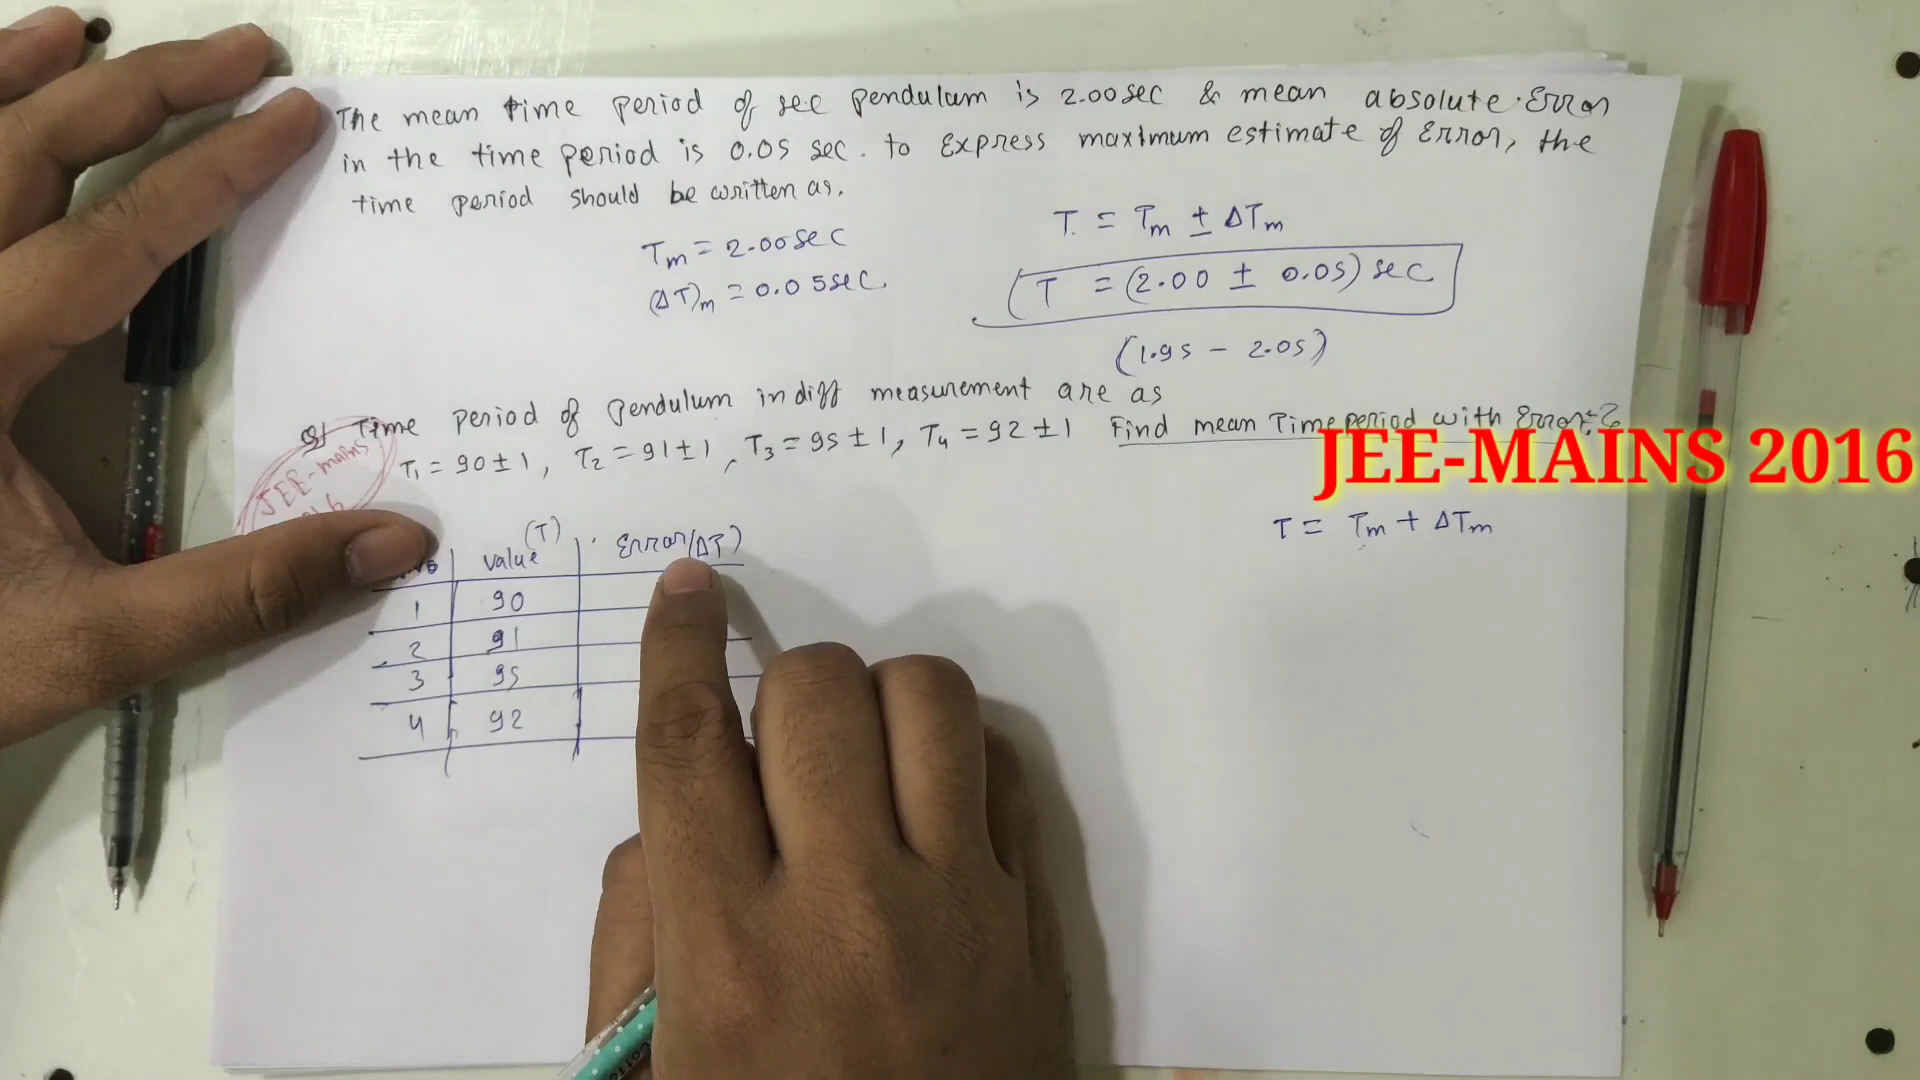 The mean time period of sec pendulum is 2.00sec & mean absolute Error
in the time period is 0.05 sec. to Express maximum estimate of Error, the
time period should be written as.
Tm = 2.00sec
(ΔT)m = 0.05sec.
T = Tm ± ΔTm
T = (2.00 ± 0.05) sec
(1.95 - 2.05)
Q) Time period of pendulum in diff measurement are as
T1 = 90±1, T2 = 91±1, T3 = 95±1, T4 = 92±1 Find mean Time period with Error?
JEE-MAINS 2016
JEE-mains
T = Tm + ΔTm
value (T) Error (ΔT)
1 90
2 91
3 95
4 92